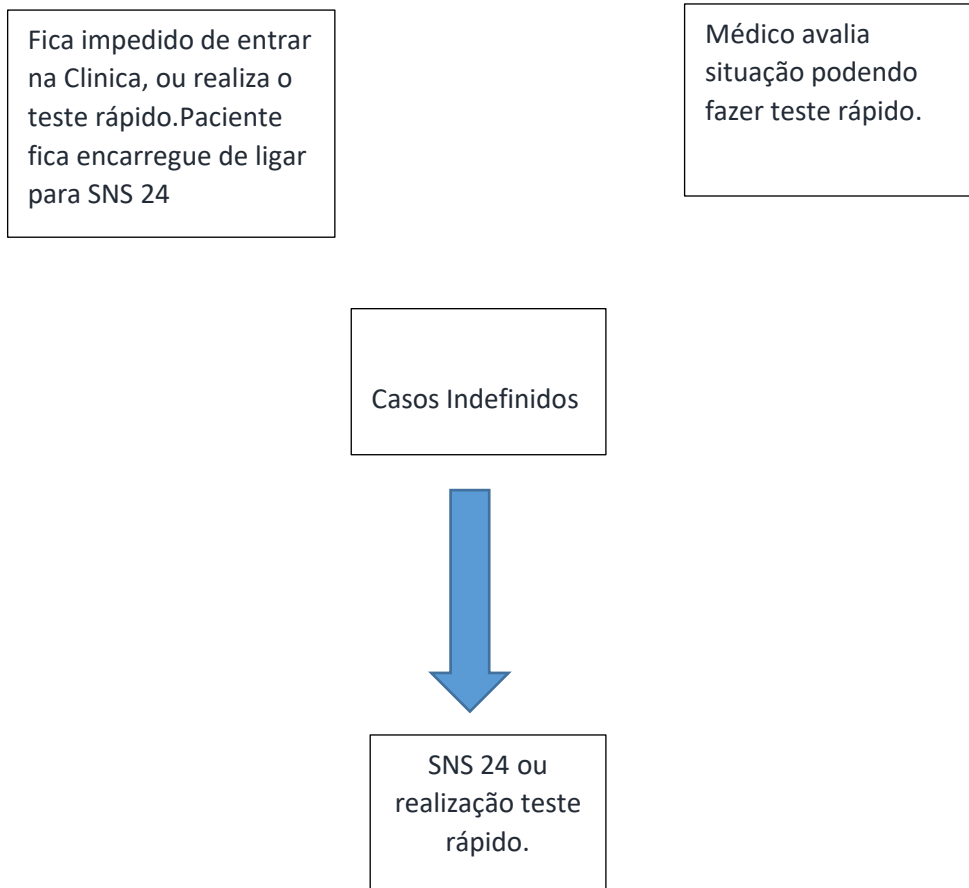 Fica impedido de entrar
na Clinica, ou realiza o
teste rápido.Paciente
fica encarregue de ligar
para SNS 24
Médico avalia
situação podendo
fazer teste rápido.
Casos Indefinidos
SNS 24 ou
realização teste
rápido.